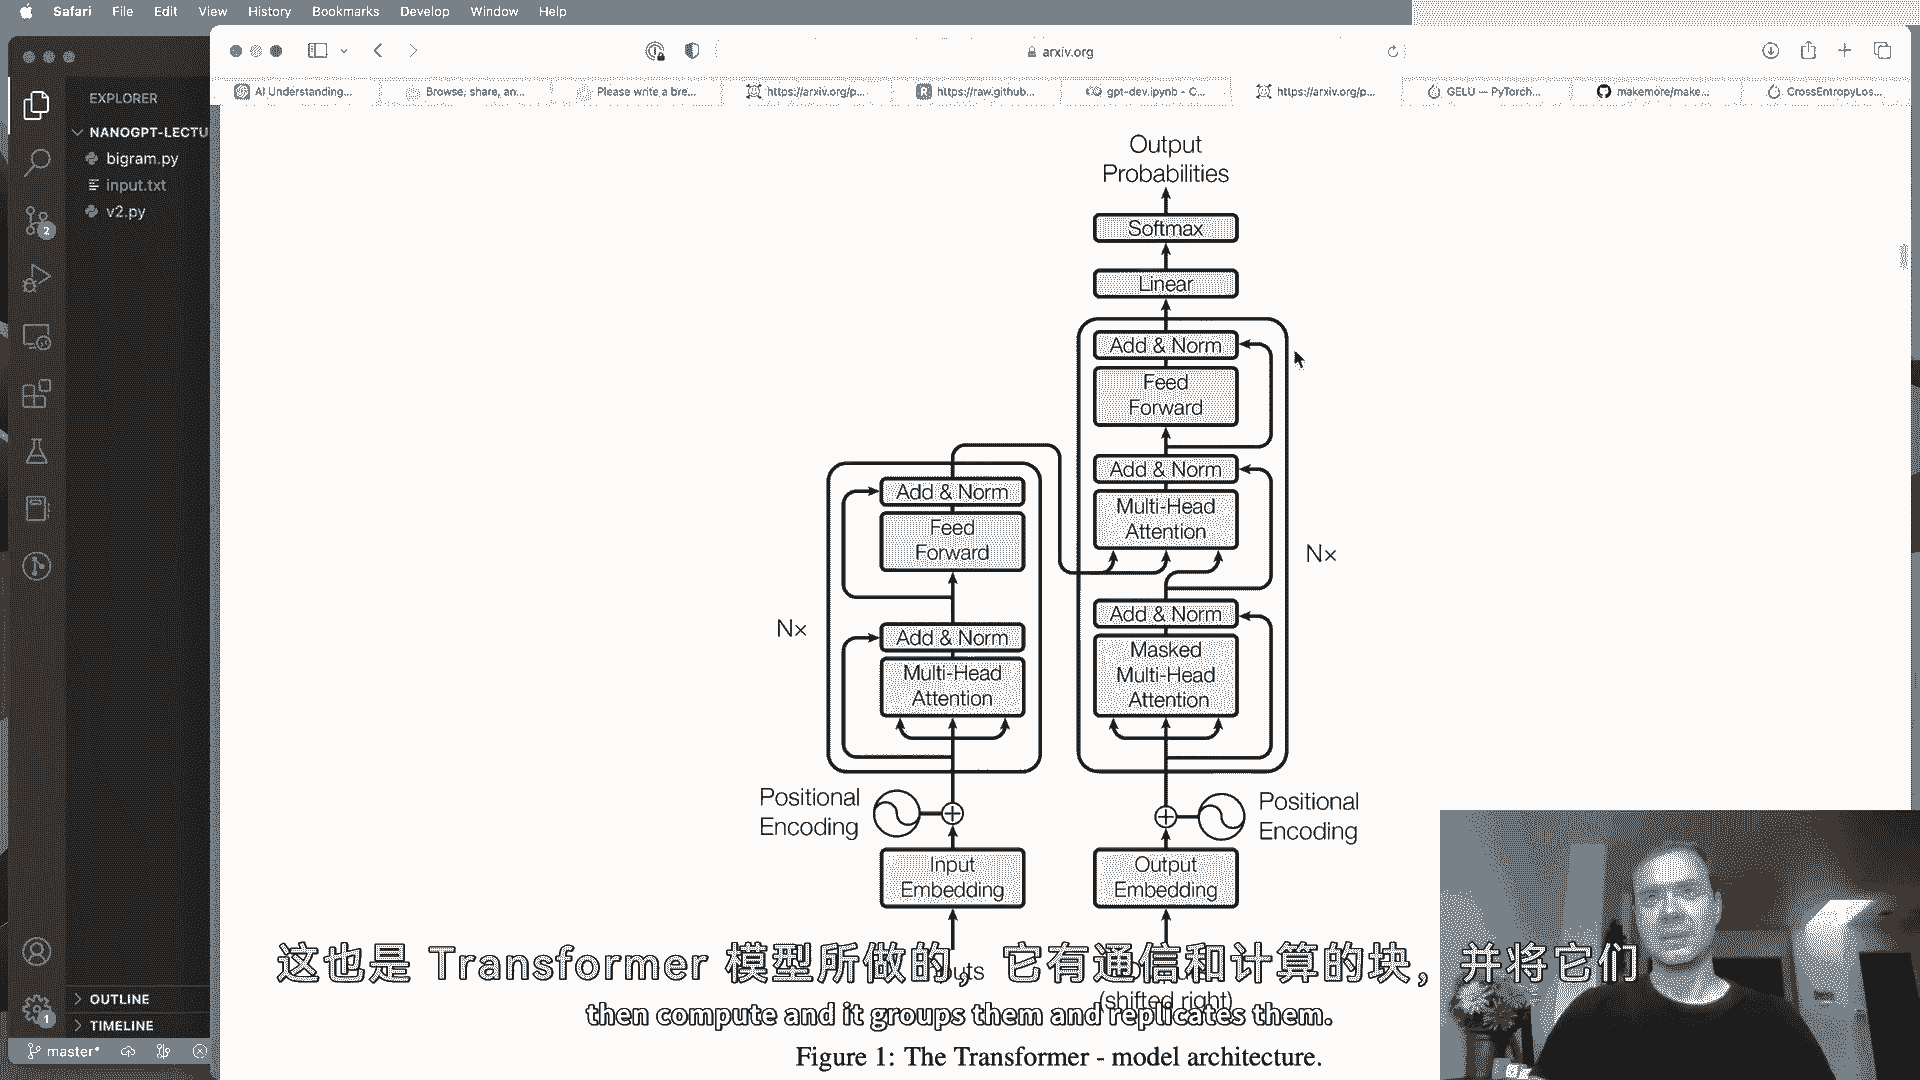 Safari File Edit View History Bookmarks Develop Window Help
arxiv.org
AI Understanding...
Browse, share, an...
Please write a bre...
https://arxiv.org/p...
https://raw.github...
gpt-dev.ipynb - C...
https://arxiv.org/p...
GELU — PyTorch...
makemore/make...
CrossEntropyLos...
EXPLORER
NANOGPT-LECTU
bigram.py
input.txt
v2.py
2
OUTLINE
TIMELINE
1
master*
Output
Probabilities
Softmax
Linear
Add & Norm
Feed
Forward
Add & Norm
Multi-Head
Attention
Nx
Add & Norm
Masked
Multi-Head
Attention
Add & Norm
Feed
Forward
Nx
Add & Norm
Multi-Head
Attention
Positional
Encoding
Positional
Encoding
Input
Embedding
Output
Embedding
(shifted right)
这也是 Transformer 模型所做的，它有通信和计算的块，并将它们
then compute and it groups them and replicates them.
Figure 1: The Transformer - model architecture.